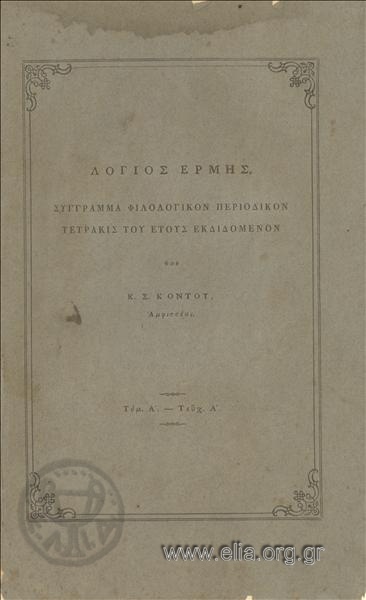 ΛΟΓΙΟΣ ΕΡΜΗΣ,
ΣΥΓΓΡΑΜΜΑ ΦΙΛΟΛΟΓΙΚΟΝ ΠΕΡΙΟΔΙΚΟΝ
ΤΕΤΡΑΚΙΣ ΤΟΥ ΕΤΟΥΣ ΕΚΔΙΔΟΜΕΝΟΝ
ὑπὸ
Κ. Σ. ΚΟΝΤΟΥ,
Ἀμφισσέως.
Τόμ. Α΄. — Τεῦχ. Α΄
www.elia.org.gr